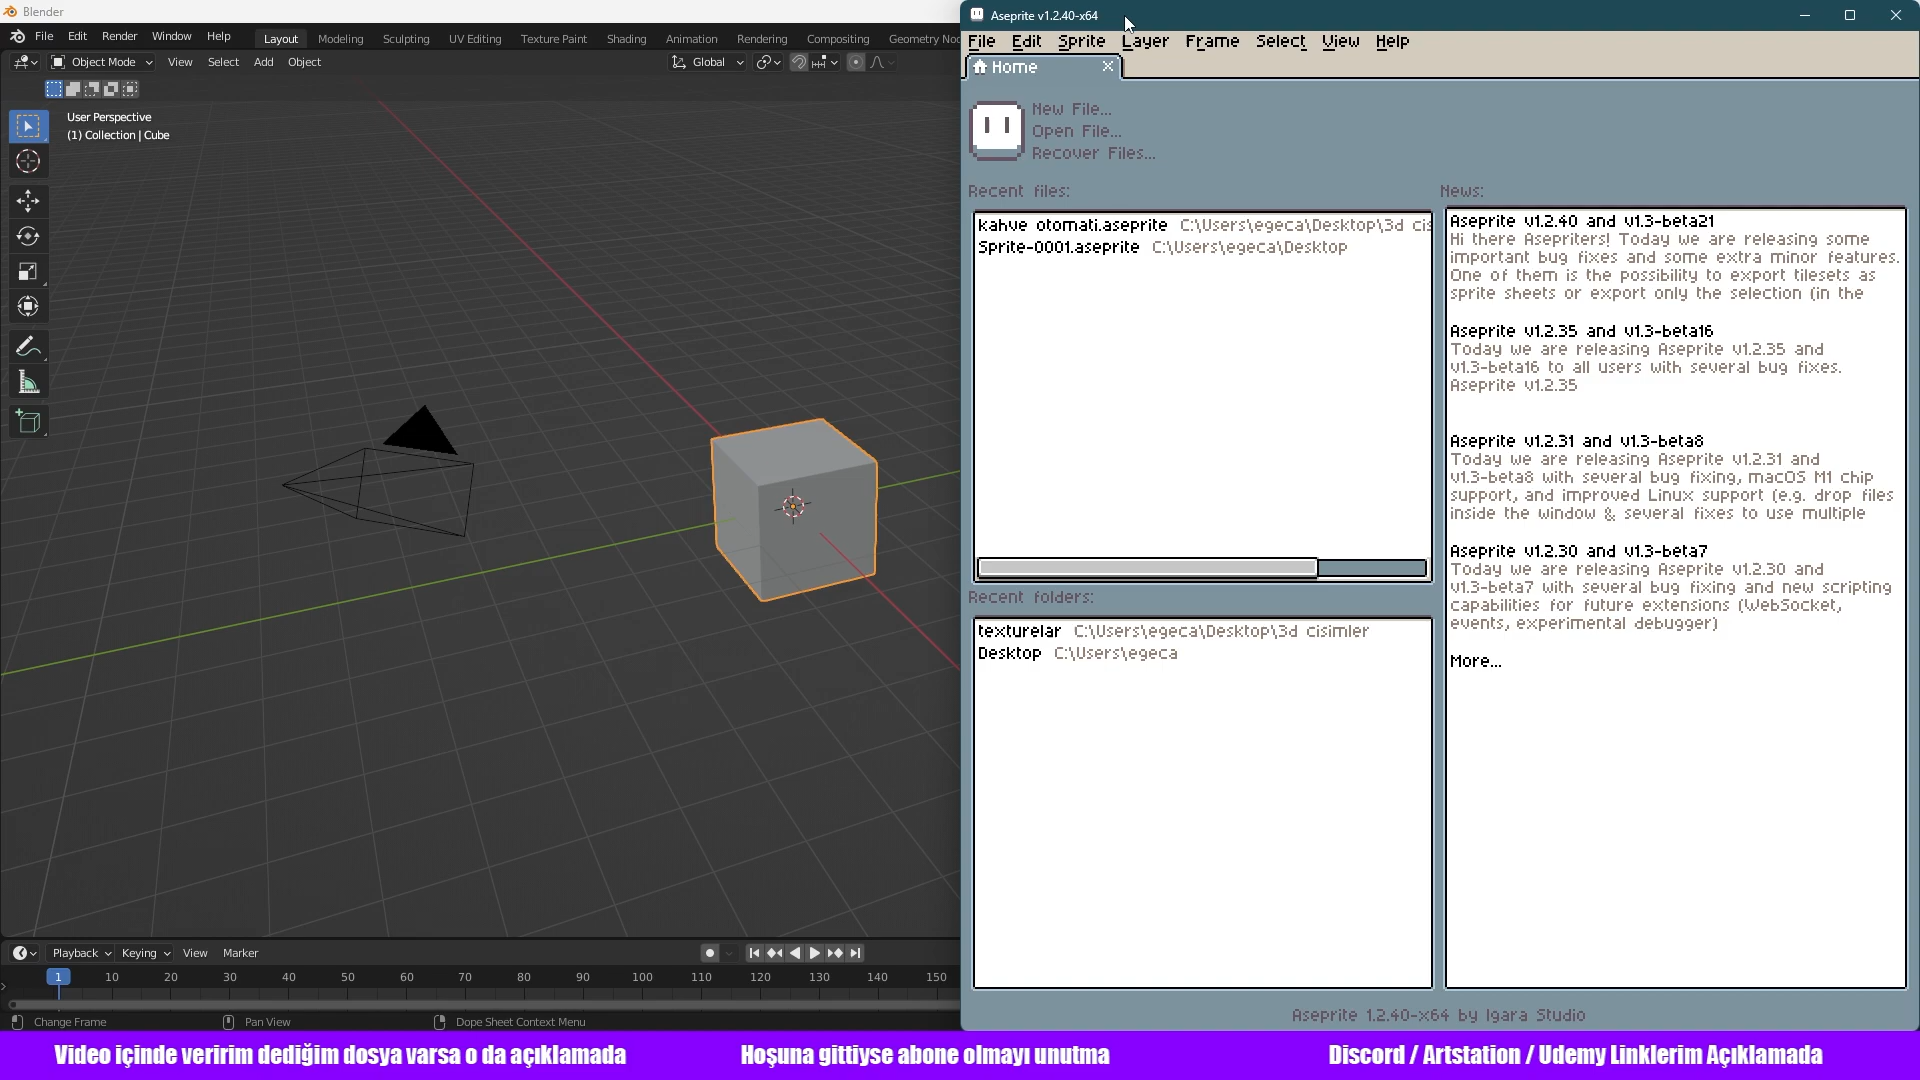 Blender
File Edit Render Window Help Layout Modeling Sculpting UV Editing Texture Paint Shading Animation Rendering Compositing Geometry
Object Mode View Select Add Object Global
User Perspective
(1) Collection | Cube
Playback Keying View Marker
1 10 20 30 40 50 60 70 80 90 100 110 120 130 140 150
Change Frame Pan View Dope Sheet Context Menu
Aseprite v1.2.40-x64
File Edit Sprite Layer Frame Select View Help
Home
New File...
Open File...
Recover Files...
Recent files:
kahve otomati.aseprite C:\Users\egeca\Desktop\3d cis
Sprite-0001.aseprite C:\Users\egeca\Desktop
Recent folders:
texturelar C:\Users\egeca\Desktop\3d cisimler
Desktop C:\Users\egeca
News:
Aseprite v1.2.40 and v1.3-beta21
Hi there Asepriters! Today we are releasing some
important bug fixes and some extra minor features.
One of them is the possibility to export tilesets as
sprite sheets or export only the selection (in the
Aseprite v1.2.35 and v1.3-beta16
Today we are releasing Aseprite v1.2.35 and
v1.3-beta16 to all users with several bug fixes.
Aseprite v1.2.35
Aseprite v1.2.31 and v1.3-beta8
Today we are releasing Aseprite v1.2.31 and
v1.3-beta8 with several bug fixing, macOS M1 chip
support, and improved Linux support (e.g. drop files
inside the window & several fixes to use multiple
Aseprite v1.2.30 and v1.3-beta7
Today we are releasing Aseprite v1.2.30 and
v1.3-beta7 with several bug fixing and new scripting
capabilities for future extensions (WebSocket,
events, experimental debugger)
More...
Aseprite 1.2.40-x64 by Igara Studio
Video içinde veririm dediğim dosya varsa o da açıklamada
Hoşuna gittiyse abone olmayı unutma
Discord / Artstation / Udemy Linklerim Açıklamada